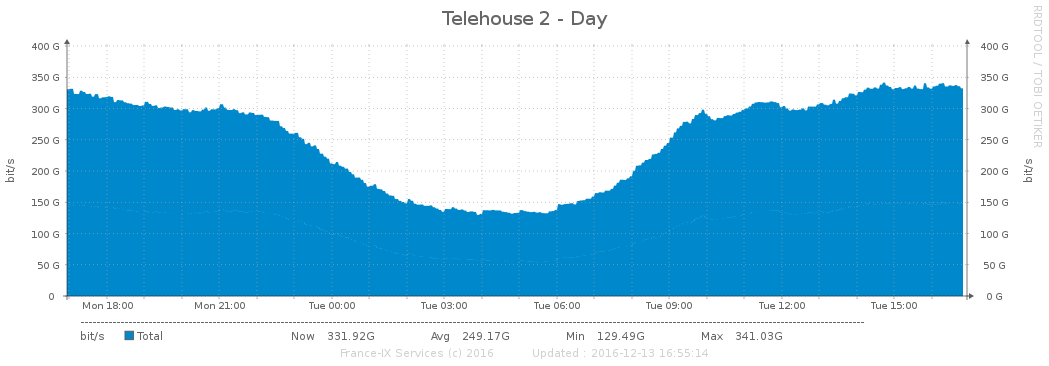 Telehouse 2 - Day
RRDTOOL / TOBI OETIKER
bit/s
bit/s
400 G 400 G
350 G 350 G
300 G 300 G
250 G 250 G
200 G 200 G
150 G 150 G
100 G 100 G
50 G 50 G
0 0 G
Mon 18:00 Mon 21:00 Tue 00:00 Tue 03:00 Tue 06:00 Tue 09:00 Tue 12:00 Tue 15:00
bit/s Total Now 331.92G Avg 249.17G Min 129.49G Max 341.03G
France-IX Services (c) 2016 Updated : 2016-12-13 16:55:14